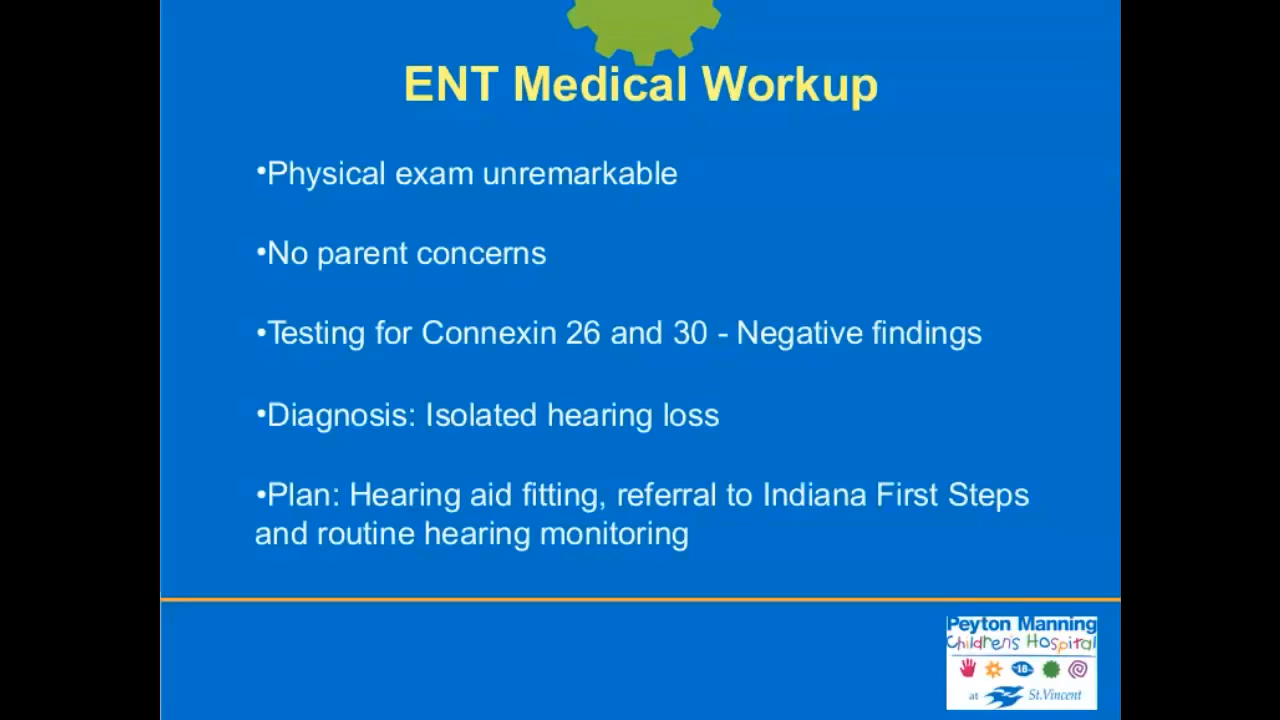 ENT Medical Workup
•Physical exam unremarkable
•No parent concerns
•Testing for Connexin 26 and 30 - Negative findings
•Diagnosis: Isolated hearing loss
•Plan: Hearing aid fitting, referral to Indiana First Steps
and routine hearing monitoring
Peyton Manning
Children's Hospital
18
at St.Vincent